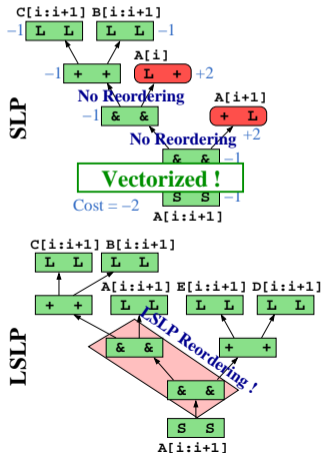 C[i:i+1] B[i:i+1]
−1 L L L L −1
A[i]
−1 + + L + +2
No Reordering
A[i+1]
−1 & & + L
+2
No Reordering
& & −1
Vectorized !
S S −1
Cost = −2
A[i:i+1]
SLP
C[i:i+1] B[i:i+1]
L L L L
A[i:i+1] E[i:i+1] D[i:i+1]
+ + L L L L L L
LSLP Reordering !
& & + +
& &
S S
A[i:i+1]
LSLP